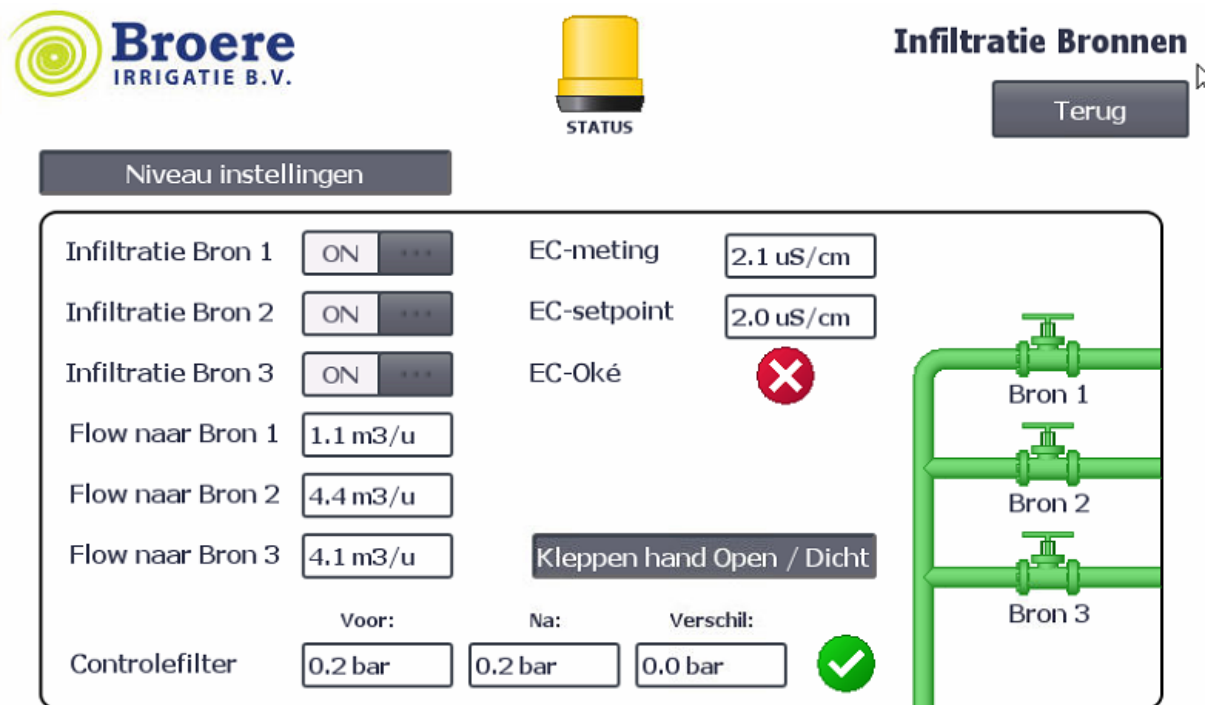 Broere
IRRIGATIE B.V.
STATUS
Infiltratie Bronnen
Terug
Niveau instellingen
Infiltratie Bron 1 ON
Infiltratie Bron 2 ON
Infiltratie Bron 3 ON
Flow naar Bron 1 1.1 m3/u
Flow naar Bron 2 4.4 m3/u
Flow naar Bron 3 4.1 m3/u
EC-meting 2.1 uS/cm
EC-setpoint 2.0 uS/cm
EC-Oké
Kleppen hand Open / Dicht
Bron 1
Bron 2
Bron 3
Voor: Na: Verschil:
Controlefilter 0.2 bar 0.2 bar 0.0 bar